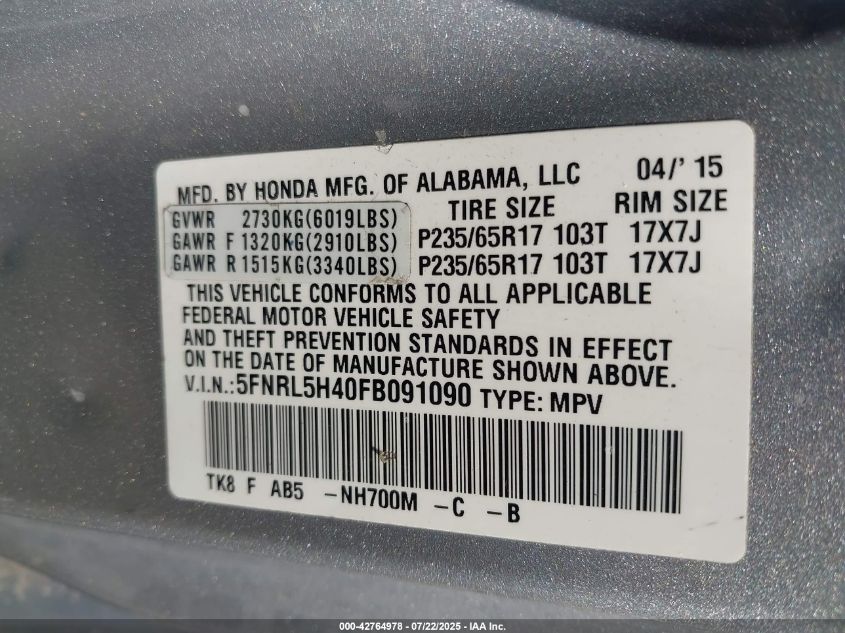 MFD. BY HONDA MFG. OF ALABAMA, LLC 04/' 15
TIRE SIZE RIM SIZE
GVWR 2730KG(6019LBS)
GAWR F 1320KG(2910LBS) P235/65R17 103T 17X7J
GAWR R 1515KG(3340LBS) P235/65R17 103T 17X7J
THIS VEHICLE CONFORMS TO ALL APPLICABLE
FEDERAL MOTOR VEHICLE SAFETY
AND THEFT PREVENTION STANDARDS IN EFFECT
ON THE DATE OF MANUFACTURE SHOWN ABOVE.
V.I.N.:5FNRL5H40FB091090 TYPE: MPV
TK8 F AB5 -NH700M -C -B
000-42764978 - 07/22/2025 - IAA Inc.